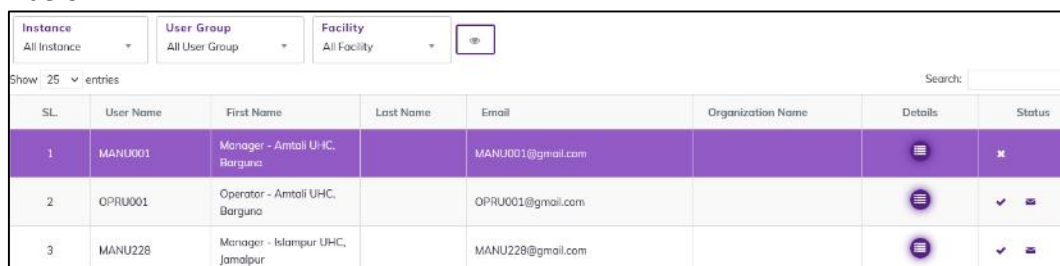 Instance User Group Facility
All Instance All User Group All Facility
Show 25 entries Search:
SL. User Name First Name Last Name Email Organization Name Details Status
1 MANU001 Manager - Amtali UHC, Barguna MANU001@gmail.com
2 OPRU001 Operator - Amtali UHC, Barguna OPRU001@gmail.com
3 MANU228 Manager - Islampur UHC, Jamalpur MANU228@gmail.com